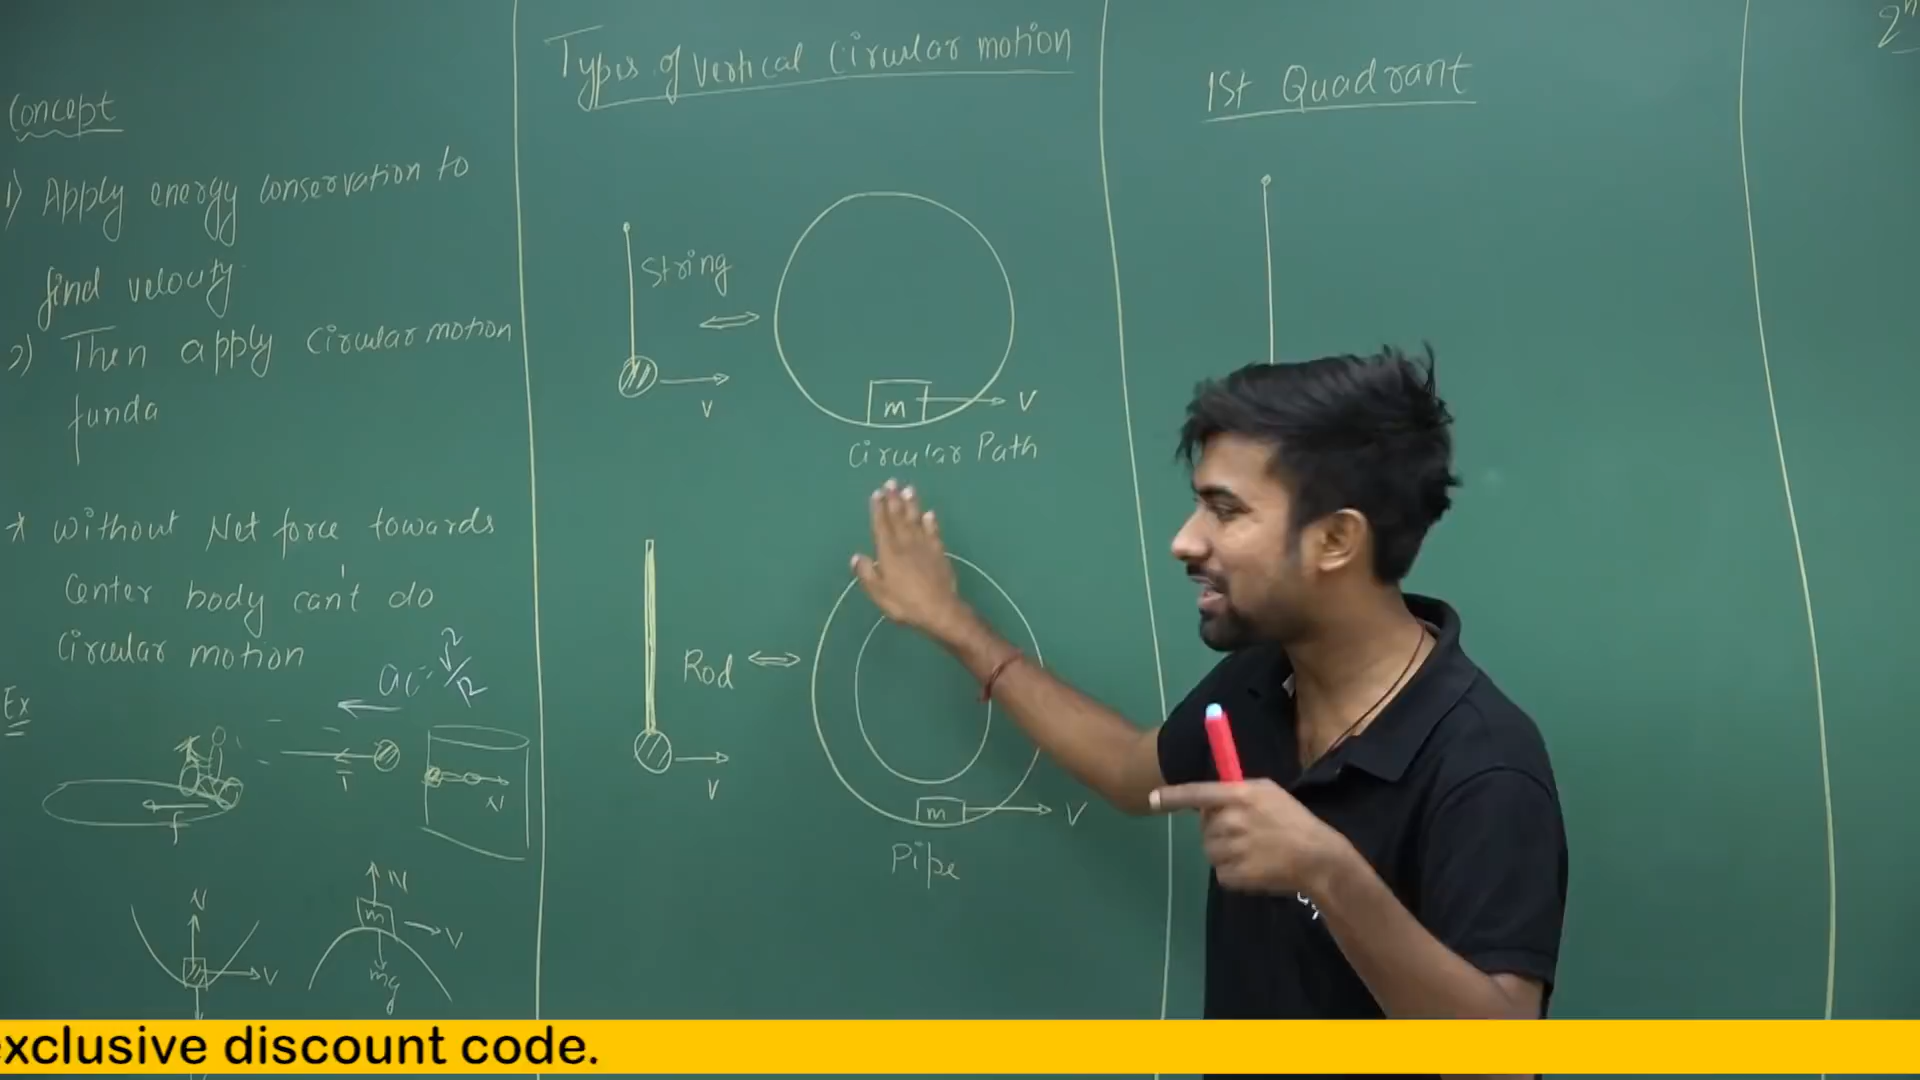 Concept
1) Apply energy conservation to
find velocity
2) Then apply Circular motion
funda
* Without Net force towards
Center body can't do
Circular motion
Ex
ac = v²/R
f
T
N
N
V
N
m
V
mg
Types of Vertical Circular motion
String
V
m
V
Circular Path
Rod
V
m
V
Pipe
1st Quadrant
2n
exclusive discount code.